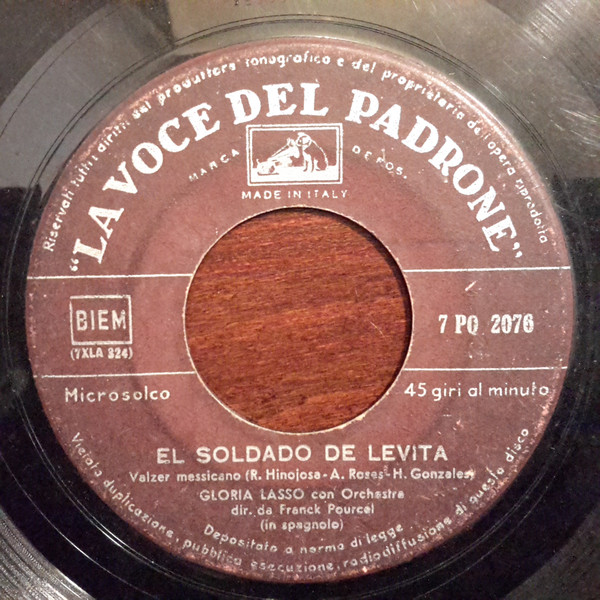 Riservati tutti i diritti del produttore fonografico e del proprietario dell'opera riprodotta
"LA VOCE DEL PADRONE"
MARCA DEPOS.
MADE IN ITALY
BIEM
(7XLA 824)
7 PQ 2076
Microsolco
45 giri al minuto
EL SOLDADO DE LEVITA
Valzer messicano (R. Hinojosa - A. Roses - H. Gonzales)
GLORIA LASSO con Orchestra
dir. da Franck Pourcel
(in spagnolo)
Depositato a norma di legge
Vietata duplicazione, pubblica esecuzione, radiodiffusione di questo disco